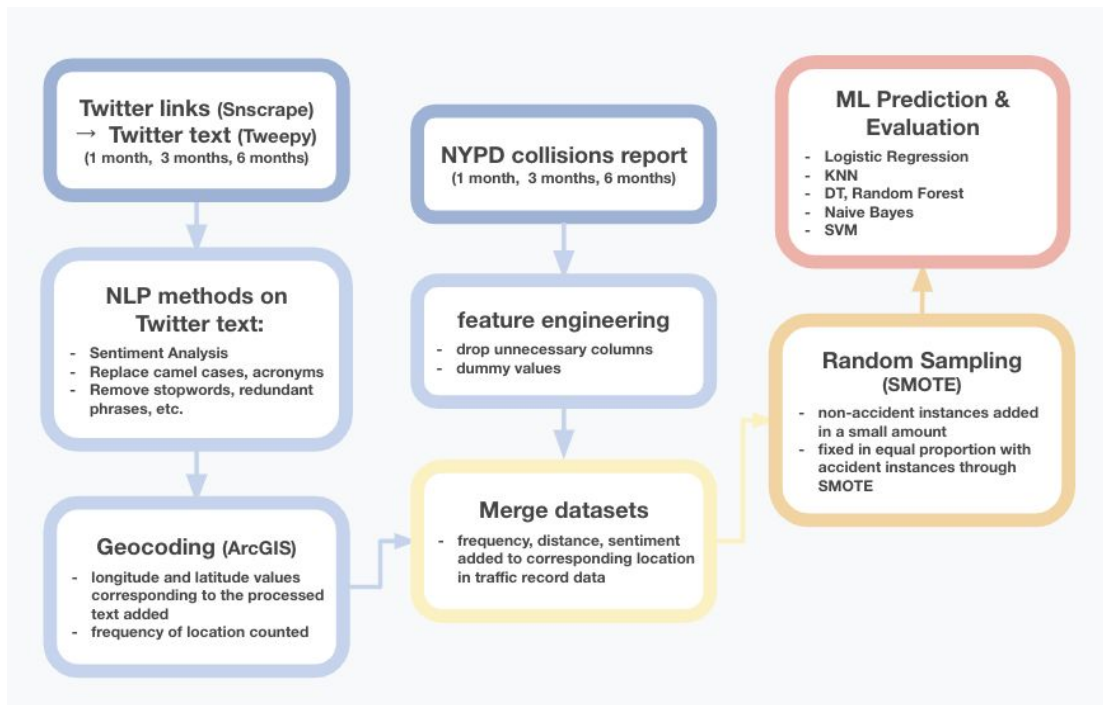 Twitter links (Snscrape)
→ Twitter text (Tweepy)
(1 month, 3 months, 6 months)
NLP methods on
Twitter text:
- Sentiment Analysis
- Replace camel cases, acronyms
- Remove stopwords, redundant
phrases, etc.
Geocoding (ArcGIS)
- longitude and latitude values
corresponding to the processed
text added
- frequency of location counted
NYPD collisions report
(1 month, 3 months, 6 months)
feature engineering
- drop unnecessary columns
- dummy values
Merge datasets
- frequency, distance, sentiment
added to corresponding location
in traffic record data
Random Sampling
(SMOTE)
- non-accident instances added
in a small amount
- fixed in equal proportion with
accident instances through
SMOTE
ML Prediction &
Evaluation
- Logistic Regression
- KNN
- DT, Random Forest
- Naive Bayes
- SVM